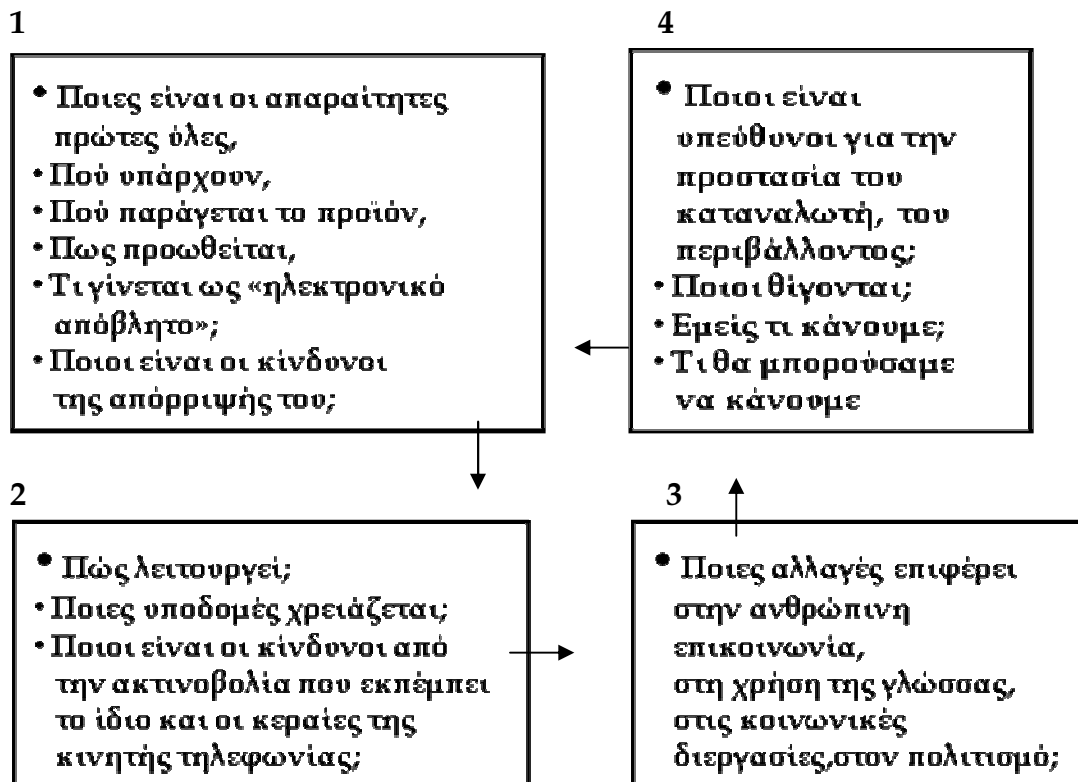 1
• Ποιες είναι οι απαραίτητες
πρώτες ύλες,
• Πού υπάρχουν,
• Πού παράγεται το προϊόν,
• Πως προωθείται,
• Τι γίνεται ως «ηλεκτρονικό
απόβλητο»;
• Ποιοι είναι οι κίνδυνοι
της απόρριψής του;
2
• Πώς λειτουργεί;
• Ποιες υποδομές χρειάζεται;
• Ποιοι είναι οι κίνδυνοι από
την ακτινοβολία που εκπέμπει
το ίδιο και οι κεραίες της
κινητής τηλεφωνίας;
3
• Ποιες αλλαγές επιφέρει
στην ανθρώπινη
επικοινωνία,
στη χρήση της γλώσσας,
στις κοινωνικές
διεργασίες,στον πολιτισμό;
4
• Ποιοι είναι
υπεύθυνοι για την
προστασία του
καταναλωτή, του
περιβάλλοντος;
• Ποιοι θίγονται;
• Εμείς τι κάνουμε;
• Τι θα μπορούσαμε
να κάνουμε